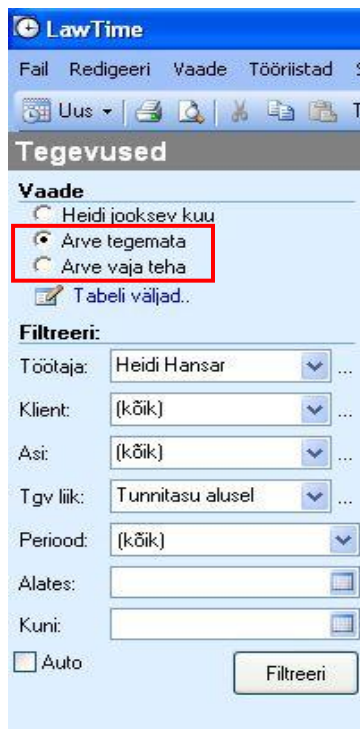 LawTime
Fail Redigeeri Vaade Tööriistad
Uus
Tegevused
Vaade
Heidi jooksev kuu
Arve tegemata
Arve vaja teha
Tabeli väljad..
Filtreeri:
Töötaja: Heidi Hansar ...
Klient: (kõik) ...
Asi: (kõik) ...
Tgv liik: Tunnitasu alusel ...
Periood: (kõik)
Alates:
Kuni:
Auto Filtreeri